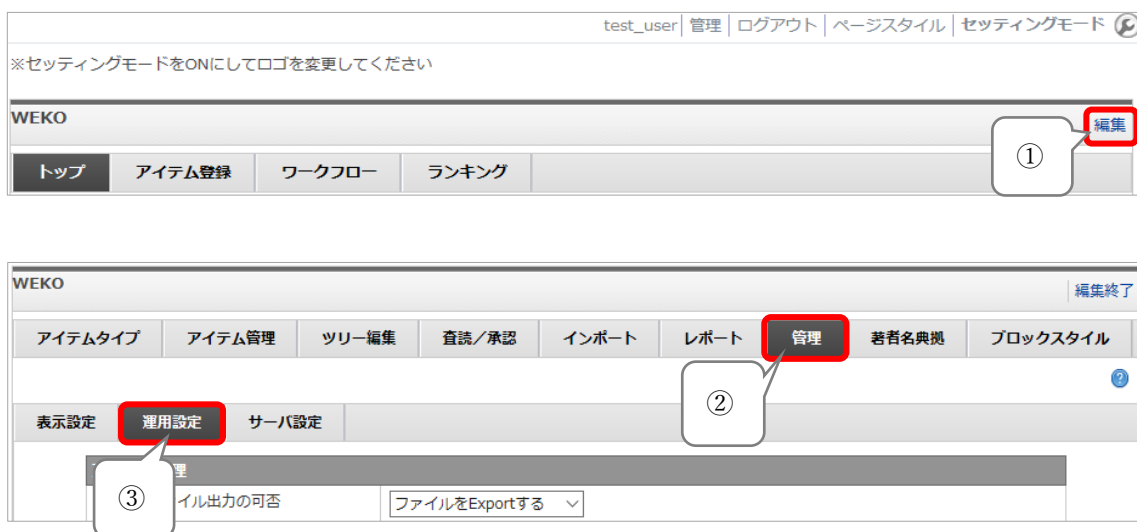 test_user | 管理 | ログアウト | ページスタイル | セッティングモード
※セッティングモードをONにしてロゴを変更してください
WEKO 編集
①
トップ アイテム登録 ワークフロー ランキング
WEKO 編集終了
アイテムタイプ アイテム管理 ツリー編集 査読／承認 インポート レポート 管理 著者名典拠 ブロックスタイル
?
②
表示設定 運用設定 サーバ設定
理
③
イル出力の可否 ファイルをExportする